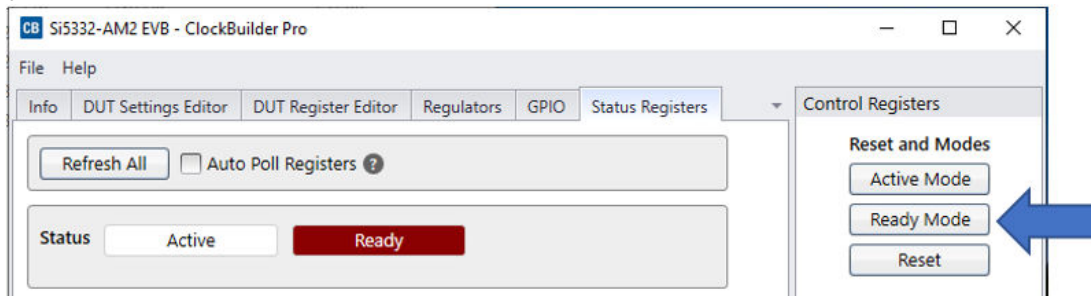 CB Si5332-AM2 EVB - ClockBuilder Pro
File Help
Info DUT Settings Editor DUT Register Editor Regulators GPIO Status Registers
Control Registers
Refresh All Auto Poll Registers ?
Status Active Ready
Reset and Modes
Active Mode
Ready Mode
Reset